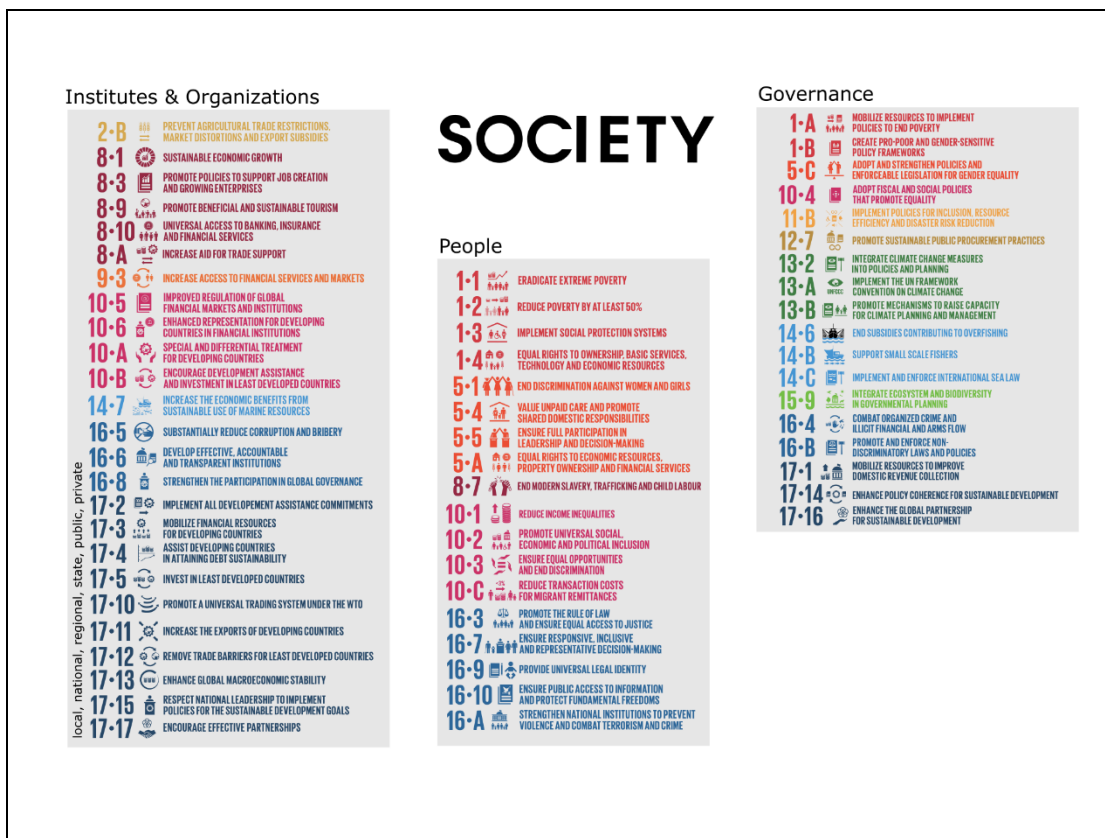 Institutes & Organizations
2·B PREVENT AGRICULTURAL TRADE RESTRICTIONS,
MARKET DISTORTIONS AND EXPORT SUBSIDIES
8·1 SUSTAINABLE ECONOMIC GROWTH
8·3 PROMOTE POLICIES TO SUPPORT JOB CREATION
AND GROWING ENTERPRISES
8·9 PROMOTE BENEFICIAL AND SUSTAINABLE TOURISM
8·10 UNIVERSAL ACCESS TO BANKING, INSURANCE
AND FINANCIAL SERVICES
8·A INCREASE AID FOR TRADE SUPPORT
9·3 INCREASE ACCESS TO FINANCIAL SERVICES AND MARKETS
10·5 IMPROVED REGULATION OF GLOBAL
FINANCIAL MARKETS AND INSTITUTIONS
10·6 ENHANCED REPRESENTATION FOR DEVELOPING
COUNTRIES IN FINANCIAL INSTITUTIONS
10·A SPECIAL AND DIFFERENTIAL TREATMENT
FOR DEVELOPING COUNTRIES
10·B ENCOURAGE DEVELOPMENT ASSISTANCE
AND INVESTMENT IN LEAST DEVELOPED COUNTRIES
14·7 INCREASE THE ECONOMIC BENEFITS FROM
SUSTAINABLE USE OF MARINE RESOURCES
16·5 SUBSTANTIALLY REDUCE CORRUPTION AND BRIBERY
16·6 DEVELOP EFFECTIVE, ACCOUNTABLE
AND TRANSPARENT INSTITUTIONS
16·8 STRENGTHEN THE PARTICIPATION IN GLOBAL GOVERNANCE
17·2 IMPLEMENT ALL DEVELOPEMENT ASSISTANCE COMMITMENTS
17·3 MOBILIZE FINANCIAL RESOURCES
FOR DEVELOPING COUNTRIES
17·4 ASSIST DEVELOPING COUNTRIES
IN ATTAINING DEBT SUSTAINABILITY
17·5 INVEST IN LEAST DEVELOPED COUNTRIES
17·10 PROMOTE A UNIVERSAL TRADING SYSTEM UNDER THE WTO
17·11 INCREASE THE EXPORTS OF DEVELOPING COUNTRIES
17·12 REMOVE TRADE BARRIERS FOR LEAST DEVELOPED COUNTRIES
17·13 ENHANCE GLOBAL MACROECONOMIC STABILITY
17·15 RESPECT NATIONAL LEADERSHIP TO IMPLEMENT
POLICIES FOR THE SUSTAINABLE DEVELOPMENT GOALS
17·17 ENCOURAGE EFFECTIVE PARTNERSHIPS
local, national, regional, state, public, private
SOCIETY
People
1·1 ERADICATE EXTREME POVERTY
1·2 REDUCE POVERTY BY AT LEAST 50%
1·3 IMPLEMENT SOCIAL PROTECTION SYSTEMS
1·4 EQUAL RIGHTS TO OWNERSHIP, BASIC SERVICES,
TECHNOLOGY AND ECONOMIC RESOURCES
5·1 END DISCRIMINATION AGAINST WOMEN AND GIRLS
5·4 VALUE UNPAID CARE AND PROMOTE
SHARED DOMESTIC RESPONSIBILITIES
5·5 ENSURE FULL PARTICIPATION IN
LEADERSHIP AND DECISION-MAKING
5·A EQUAL RIGHTS TO ECONOMIC RESOURCES,
PROPERTY OWNERSHIP AND FINANCIAL SERVICES
8·7 END MODERN SLAVERY, TRAFFICKING AND CHILD LABOUR
10·1 REDUCE INCOME INEQUALITIES
10·2 PROMOTE UNIVERSAL SOCIAL,
ECONOMIC AND POLITICAL INCLUSION
10·3 ENSURE EQUAL OPPORTUNITIES
AND END DISCRIMINATION
10·C REDUCE TRANSACTION COSTS
FOR MIGRANT REMITTANCES
16·3 PROMOTE THE RULE OF LAW
AND ENSURE EQUAL ACCESS TO JUSTICE
16·7 ENSURE RESPONSIVE, INCLUSIVE
AND REPRESENTATIVE DECISION-MAKING
16·9 PROVIDE UNIVERSAL LEGAL IDENTITY
16·10 ENSURE PUBLIC ACCESS TO INFORMATION
AND PROTECT FUNDAMENTAL FREEDOMS
16·A STRENGTHEN NATIONAL INSTITUTIONS TO PREVENT
VIOLENCE AND COMBAT TERRORISM AND CRIME
Governance
1·A MOBILIZE RESOURCES TO IMPLEMENT
POLICIES TO END POVERTY
1·B CREATE PRO-POOR AND GENDER-SENSITIVE
POLICY FRAMEWORKS
5·C ADOPT AND STRENGTHEN POLICIES AND
ENFORCEABLE LEGISLATION FOR GENDER EQUALITY
10·4 ADOPT FISCAL AND SOCIAL POLICIES
THAT PROMOTE EQUALITY
11·B IMPLEMENT POLICIES FOR INCLUSION, RESOURCE
EFFICIENCY AND DISASTER RISK REDUCTION
12·7 PROMOTE SUSTAINABLE PUBLIC PROCUREMENT PRACTICES
13·2 INTEGRATE CLIMATE CHANGE MEASURES
INTO POLICIES AND PLANNING
13·A IMPLEMENT THE UN FRAMEWORK
CONVENTION ON CLIMATE CHANGE
13·B PROMOTE MECHANISMS TO RAISE CAPACITY
FOR CLIMATE PLANNING AND MANAGEMENT
14·6 END SUBSIDIES CONTRIBUTING TO OVERFISHING
14·B SUPPORT SMALL SCALE FISHERS
14·C IMPLEMENT AND ENFORCE INTERNATIONAL SEA LAW
15·9 INTEGRATE ECOSYSTEM AND BIODIVERSITY
IN GOVERNMENTAL PLANNING
16·4 COMBAT ORGANIZED CRIME AND
ILLICIT FINANCIAL AND ARMS FLOW
16·B PROMOTE AND ENFORCE NON-
DISCRIMINATORY LAWS AND POLICIES
17·1 MOBILIZE RESOURCES TO IMPROVE
DOMESTIC REVENUE COLLECTION
17·14 ENHANCE POLICY COHERENCE FOR SUSTAINABLE DEVELOPMENT
17·16 ENHANCE THE GLOBAL PARTNERSHIP
FOR SUSTAINABLE DEVELOPMENT